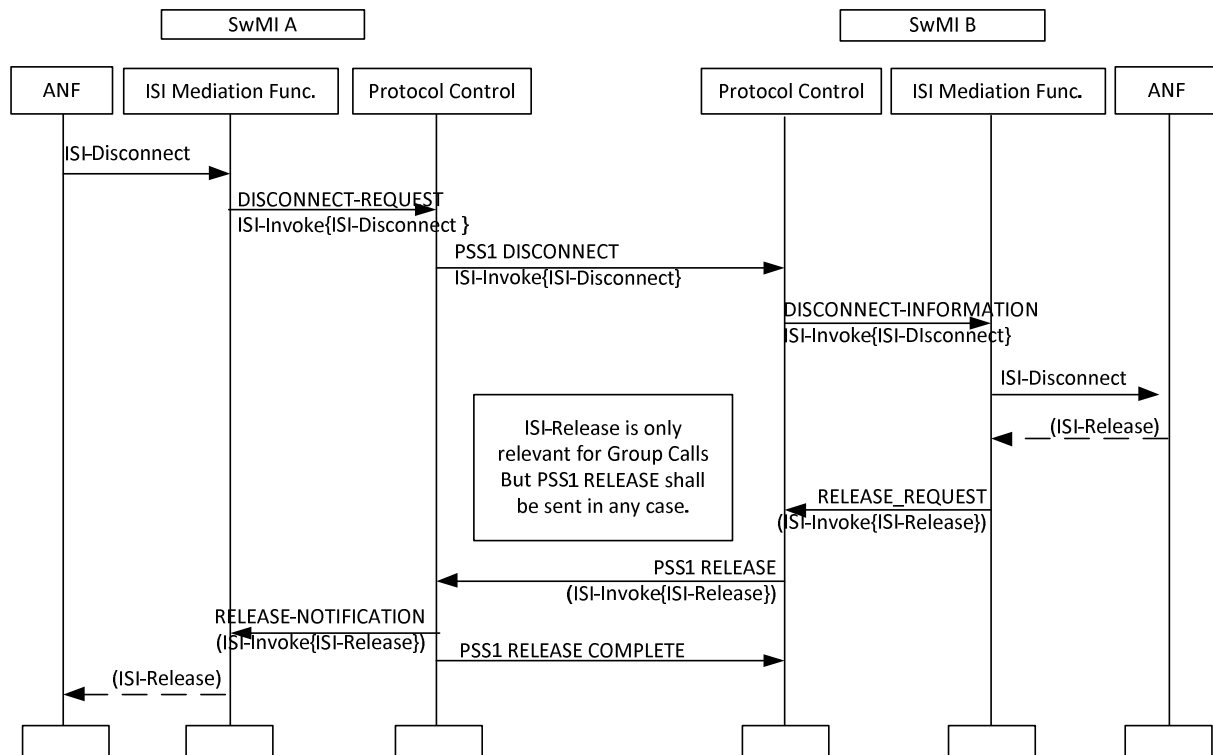 SwMI A
SwMI B
ANF
ISI Mediation Func.
Protocol Control
Protocol Control
ISI Mediation Func.
ANF
ISI-Disconnect
DISCONNECT-REQUEST
ISI-Invoke{ISI-Disconnect }
PSS1 DISCONNECT
ISI-Invoke{ISI-Disconnect}
DISCONNECT-INFORMATION
ISI-Invoke{ISI-DIsconnect}
ISI-Disconnect
ISI-Release is only
relevant for Group Calls
But PSS1 RELEASE shall
be sent in any case.
(ISI-Release)
RELEASE_REQUEST
(ISI-Invoke{ISI-Release})
PSS1 RELEASE
(ISI-Invoke{ISI-Release})
RELEASE-NOTIFICATION
(ISI-Invoke{ISI-Release})
PSS1 RELEASE COMPLETE
(ISI-Release)